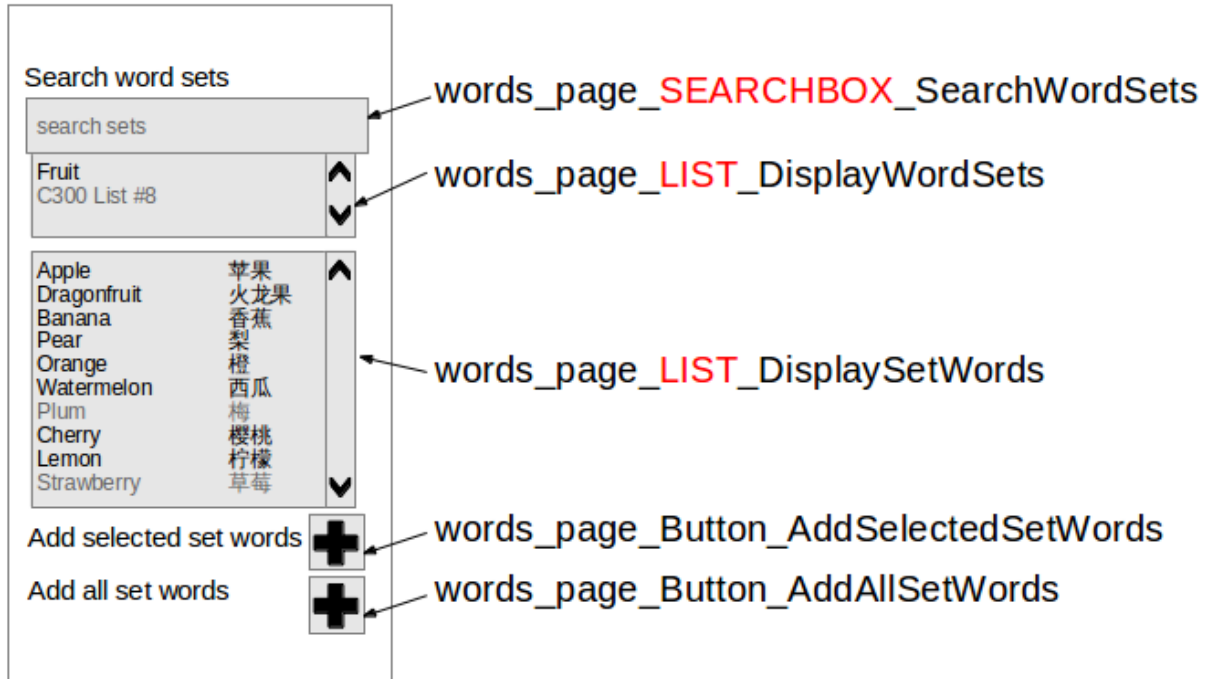 Search word sets
words_page_SEARCHBOX_SearchWordSets
search sets
Fruit
C300 List #8
words_page_LIST_DisplayWordSets
Apple 苹果
Dragonfruit 火龙果
Banana 香蕉
Pear 梨
Orange 橙
Watermelon 西瓜
Plum 梅
Cherry 樱桃
Lemon 柠檬
Strawberry 草莓
words_page_LIST_DisplaySetWords
Add selected set words
words_page_Button_AddSelectedSetWords
Add all set words
words_page_Button_AddAllSetWords